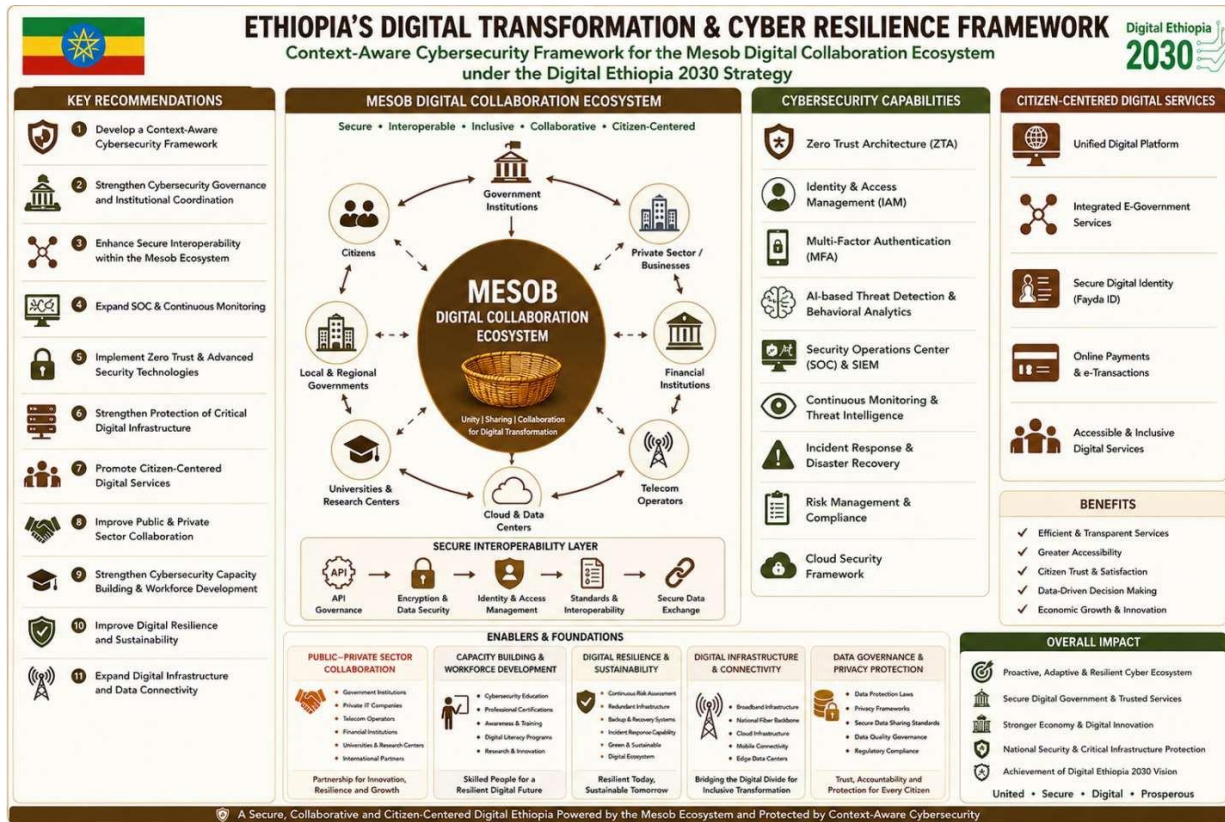 ETHIOPIA'S DIGITAL TRANSFORMATION & CYBER RESILIENCE FRAMEWORK
Context-Aware Cybersecurity Framework for the Mesob Digital Collaboration Ecosystem
under the Digital Ethiopia 2030 Strategy
Digital Ethiopia
2030
KEY RECOMMENDATIONS
1 Develop a Context-Aware
Cybersecurity Framework
2 Strengthen Cybersecurity Governance
and Institutional Coordination
3 Enhance Secure Interoperability
within the Mesob Ecosystem
4 Expand SOC & Continuous Monitoring
5 Implement Zero Trust & Advanced
Security Technologies
6 Strengthen Protection of Critical
Digital Infrastructure
7 Promote Citizen-Centered
Digital Services
8 Improve Public & Private
Sector Collaboration
9 Strengthen Cybersecurity Capacity
Building & Workforce Development
10 Improve Digital Resilience
and Sustainability
11 Expand Digital Infrastructure
and Data Connectivity
MESOB DIGITAL COLLABORATION ECOSYSTEM
Secure • Interoperable • Inclusive • Collaborative • Citizen-Centered
Government
Institutions
Citizens
Private Sector /
Businesses
MESOB
DIGITAL COLLABORATION
ECOSYSTEM
Unity | Sharing | Collaboration
for Digital Transformation
Local & Regional
Governments
Financial
Institutions
Universities &
Research Centers
Cloud & Data
Centers
Telecom
Operators
SECURE INTEROPERABILITY LAYER
API
API
Governance
Encryption &
Data Security
Identity & Access
Management
Standards &
Interoperability
Secure Data
Exchange
CYBERSECURITY CAPABILITIES
Zero Trust Architecture (ZTA)
Identity & Access
Management (IAM)
Multi-Factor Authentication
(MFA)
AI-based Threat Detection &
Behavioral Analytics
Security Operations Center
(SOC) & SIEM
Continuous Monitoring &
Threat Intelligence
Incident Response &
Disaster Recovery
Risk Management &
Compliance
Cloud Security
Framework
CITIZEN-CENTERED DIGITAL SERVICES
Unified Digital Platform
Integrated E-Government
Services
Secure Digital Identity
(Fayda ID)
Online Payments
& e-Transactions
Accessible & Inclusive
Digital Services
BENEFITS
✓ Efficient & Transparent Services
✓ Greater Accessibility
✓ Citizen Trust & Satisfaction
✓ Data-Driven Decision Making
✓ Economic Growth & Innovation
ENABLERS & FOUNDATIONS
PUBLIC–PRIVATE SECTOR
COLLABORATION
• Government Institutions
• Private IT Companies
• Telecom Operators
• Financial Institutions
• Universities & Research Centers
• International Partners
Partnership for Innovation,
Resilience and Growth
CAPACITY BUILDING &
WORKFORCE DEVELOPMENT
• Cybersecurity Education
• Professional Certifications
• Awareness & Training
• Digital Literacy Programs
• Research & Innovation
Skilled People for a
Resilient Digital Future
DIGITAL RESILIENCE &
SUSTAINABILITY
• Continuous Risk Assessment
• Redundant Infrastructure
• Backup & Recovery Systems
• Incident Response Capability
• Green & Sustainable
• Digital Ecosystem
Resilient Today,
Sustainable Tomorrow
DIGITAL INFRASTRUCTURE
& CONNECTIVITY
• Broadband Infrastructure
• National Fiber Backbone
• Cloud Infrastructure
• Mobile Connectivity
• Edge Data Centers
Bridging the Digital Divide for
Inclusive Transformation
DATA GOVERNANCE &
PRIVACY PROTECTION
• Data Protection Laws
• Privacy Frameworks
• Secure Data Sharing Standards
• Data Quality Governance
• Regulatory Compliance
Trust, Accountability and
Protection for Every Citizen
OVERALL IMPACT
Proactive, Adaptive & Resilient Cyber Ecosystem
Secure Digital Government & Trusted Services
Stronger Economy & Digital Innovation
National Security & Critical Infrastructure Protection
Achievement of Digital Ethiopia 2030 Vision
United • Secure • Digital • Prosperous
A Secure, Collaborative and Citizen-Centered Digital Ethiopia Powered by the Mesob Ecosystem and Protected by Context-Aware Cybersecurity